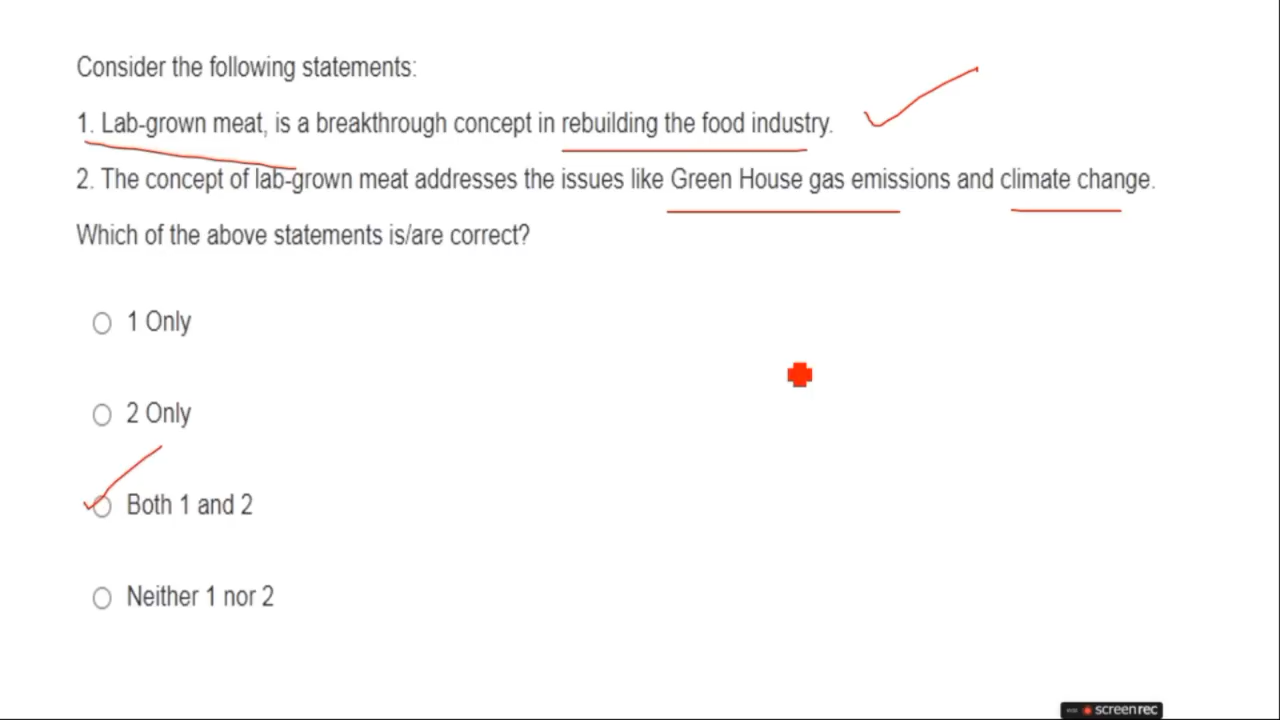 Consider the following statements:
1. Lab-grown meat, is a breakthrough concept in rebuilding the food industry.
2. The concept of lab-grown meat addresses the issues like Green House gas emissions and climate change.
Which of the above statements is/are correct?
1 Only
2 Only
Both 1 and 2
Neither 1 nor 2
screenrec